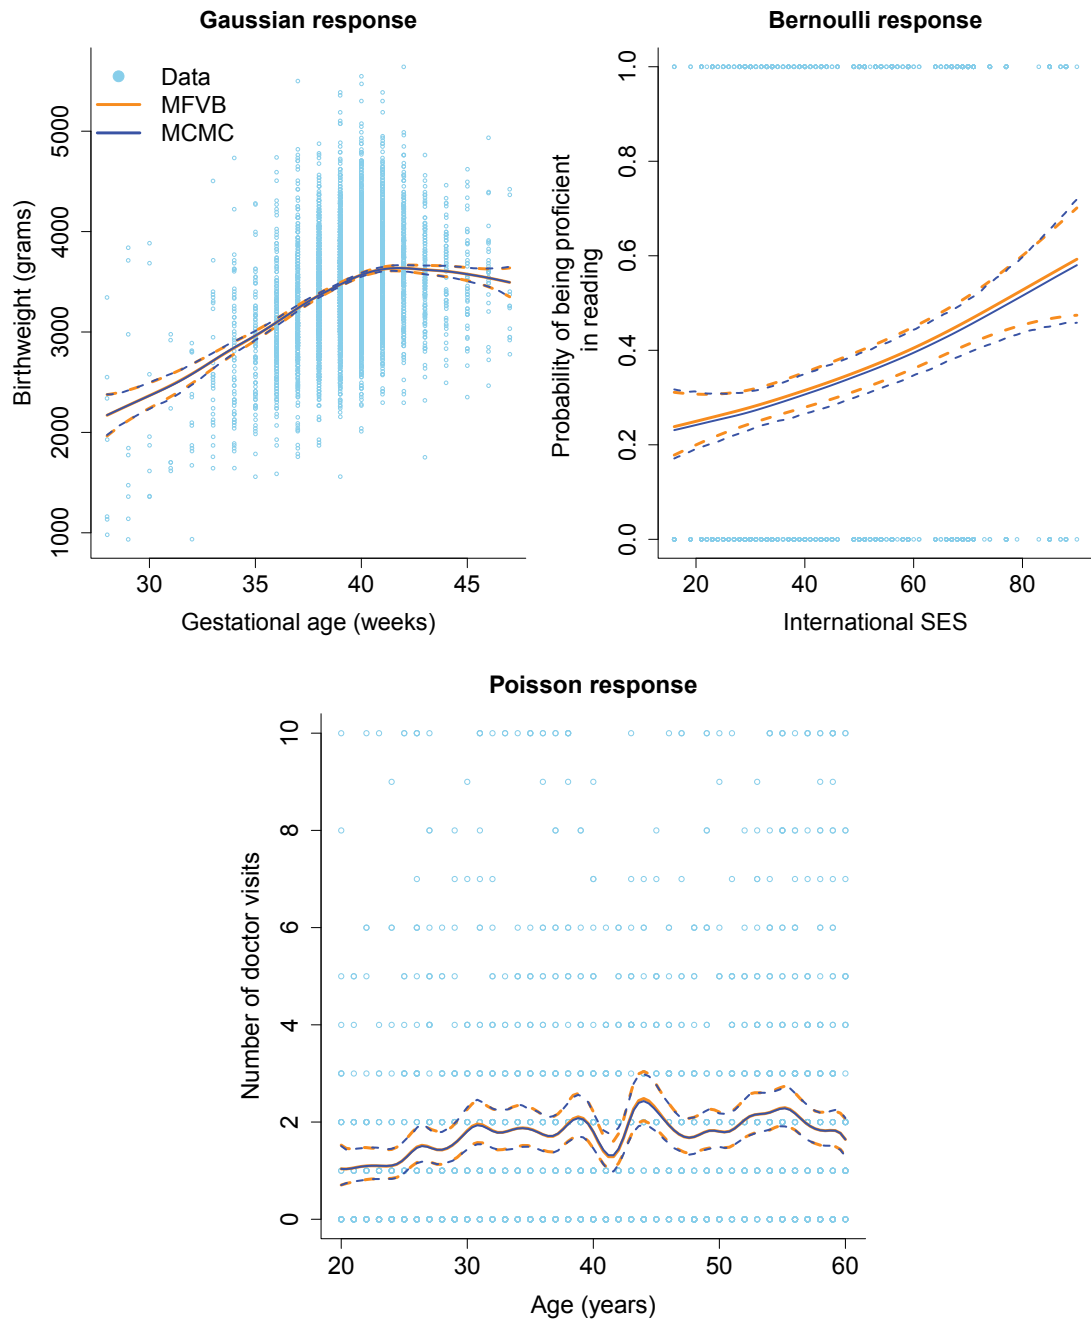 Gaussian response
Data
MFVB
MCMC
Birthweight (grams)
5000
4000
3000
2000
1000
30 35 40 45
Gestational age (weeks)
Bernoulli response
Probability of being proficient
in reading
1.0
0.8
0.6
0.4
0.2
0.0
20 40 60 80
International SES
Poisson response
Number of doctor visits
10
8
6
4
2
0
20 30 40 50 60
Age (years)